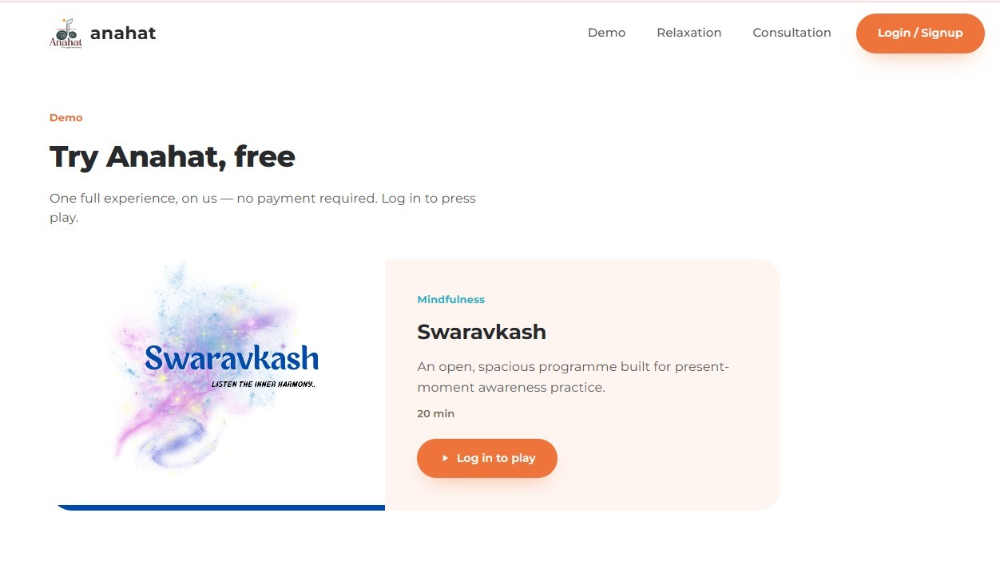 Anahat
anahat
Demo
Relaxation
Consultation
Login / Signup
Demo
Try Anahat, free
One full experience, on us — no payment required. Log in to press
play.
Swaravkash
LISTEN THE INNER HARMONY..
Mindfulness
Swaravkash
An open, spacious programme built for present-
moment awareness practice.
20 min
Log in to play